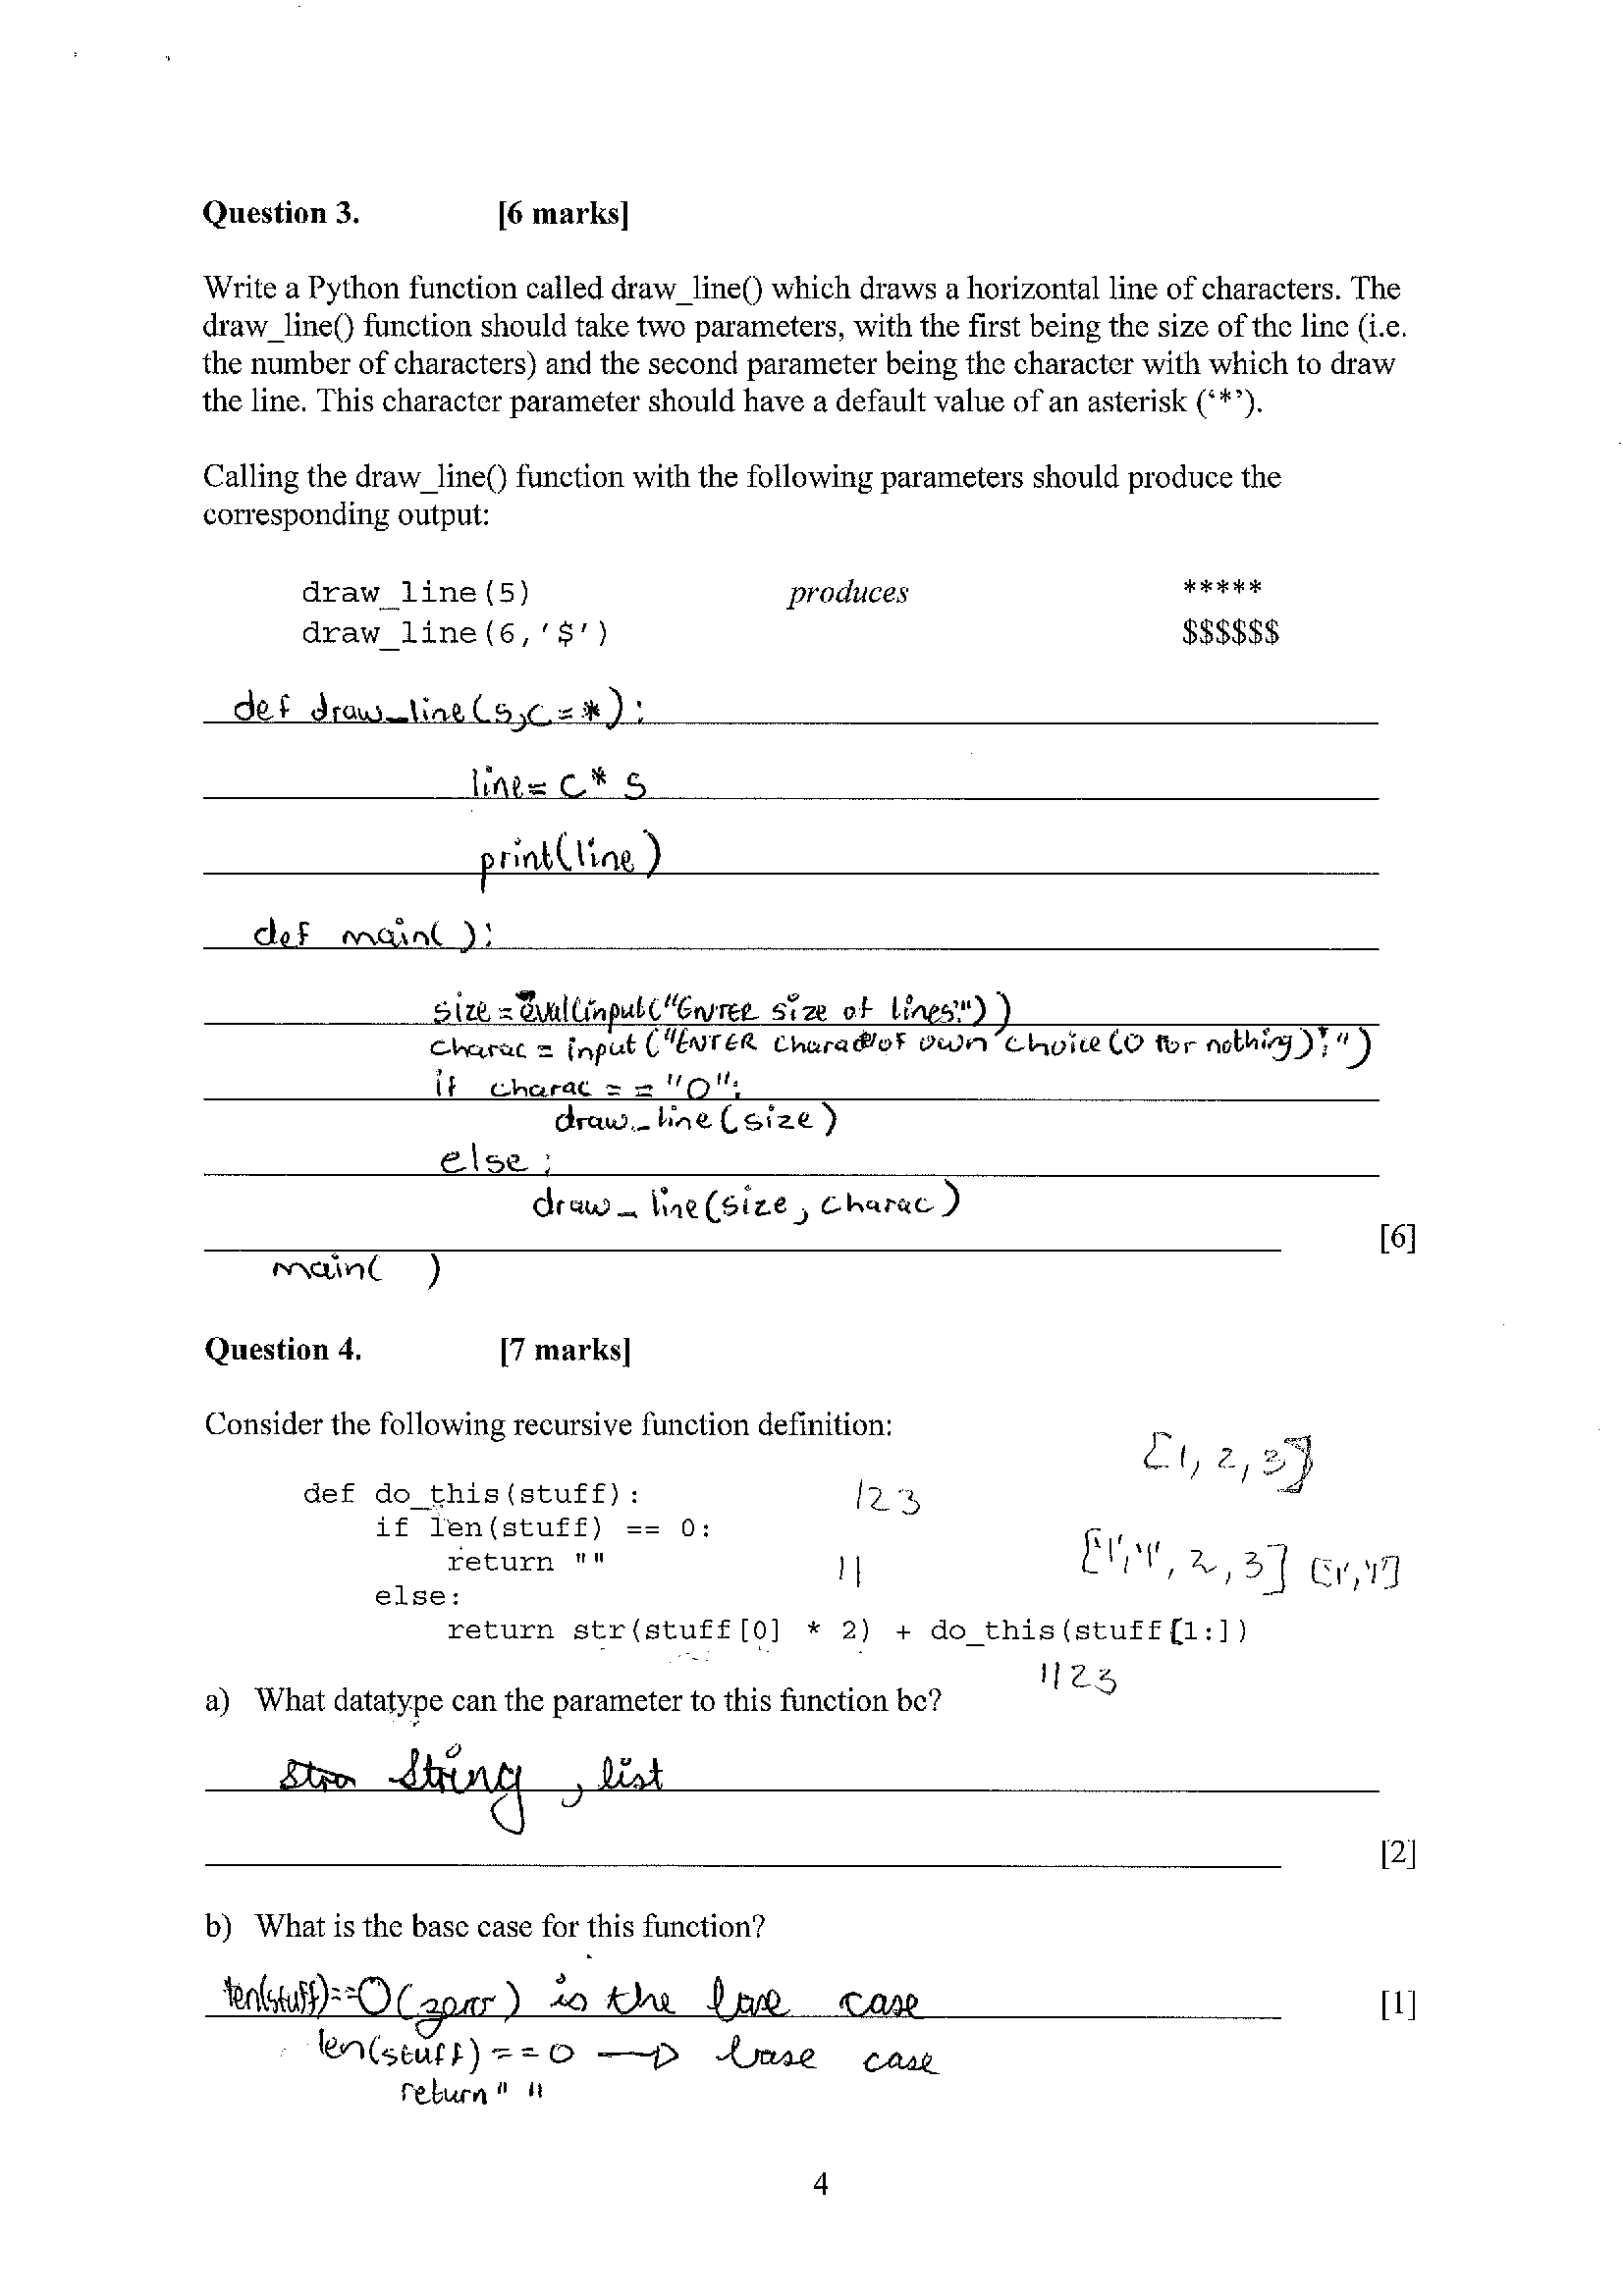 Question 3. [6 marks]
Write a Python function called draw_line() which draws a horizontal line of characters. The
draw_line() function should take two parameters, with the first being the size of the line (i.e.
the number of characters) and the second parameter being the character with which to draw
the line. This character parameter should have a default value of an asterisk (‘*’).
Calling the draw_line() function with the following parameters should produce the
corresponding output:
draw_line(5) produces *****
draw_line(6,'$') $$$$$$
def draw_line(s,c=*):
line= c* s
print(line)
def main( ):
size = eval(input("ENTER size of lines:"))
charac = input ("ENTER of own choice (0 for nothing):")
if charac == "0":
draw_line (size)
else :
draw_line(size, charac)
[6]
main( )
Question 4. [7 marks]
Consider the following recursive function definition:
[1, 2, 3]
def do_this(stuff): 123
if len(stuff) == 0:
return "" 11 ['1','1', 2, 3] ['1','1']
else:
return str(stuff[0] * 2) + do_this(stuff[1:])
1123
a) What datatype can the parameter to this function be?
String, list
[2]
b) What is the base case for this function?
len(stuff)==0( ) is the base case [1]
len(stuff)==0 → base case
return" "
4